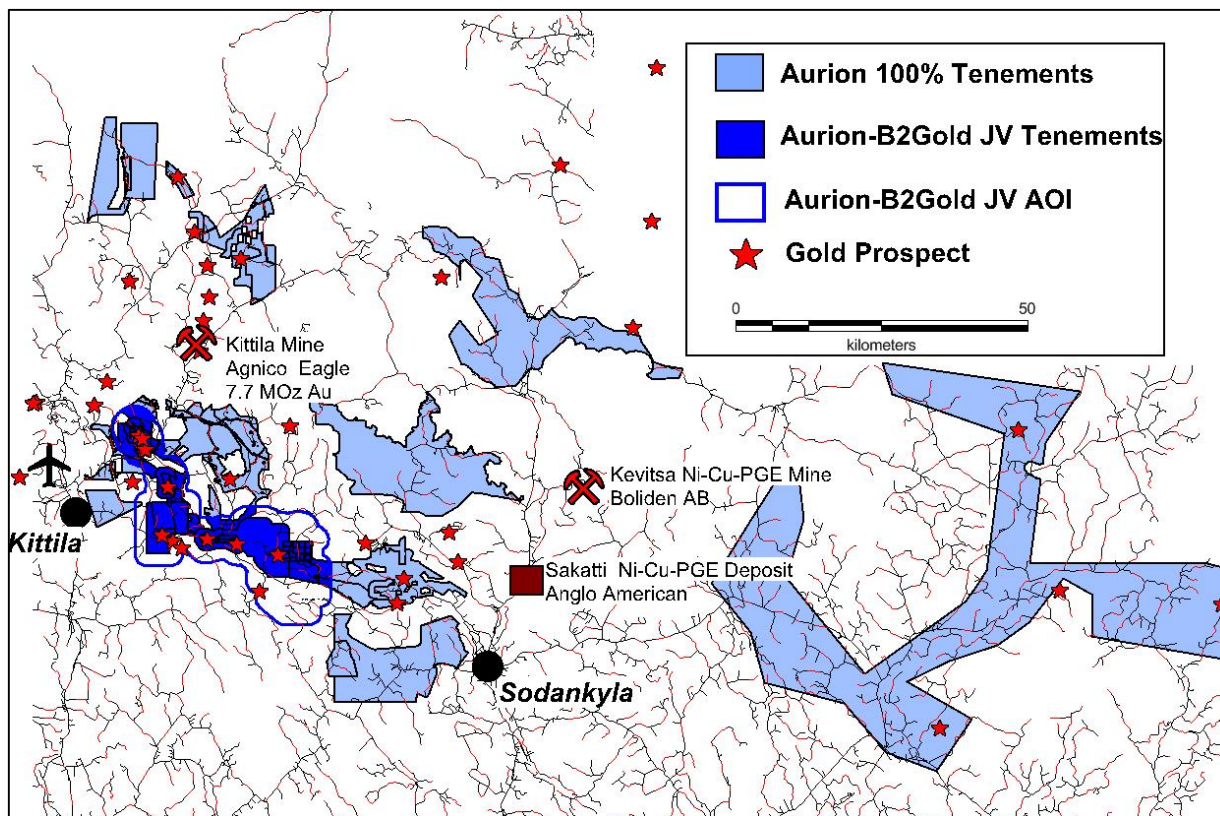 Aurion 100% Tenements
Aurion-B2Gold JV Tenements
Aurion-B2Gold JV AOI
Gold Prospect
0 50
kilometers
Kittila Mine
Agnico Eagle
7.7 MOz Au
Kevitsa Ni-Cu-PGE Mine
Boliden AB
Kittila
Sakatti Ni-Cu-PGE Deposit
Anglo American
Sodankyla